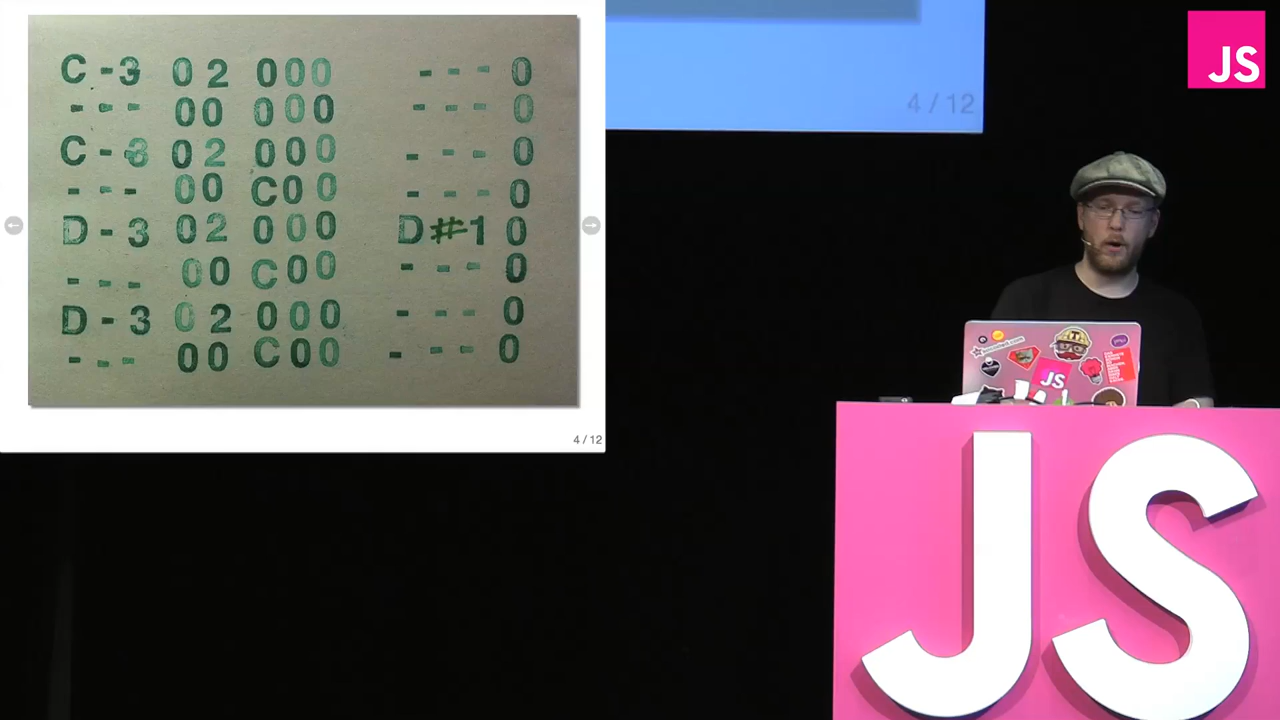 C-3 02 000 --- 0
--- 00 000 --- 0
C-3 02 000 --- 0
--- 00 C00 --- 0
D-3 02 000 D#1 0
--- 00 C00 --- 0
D-3 02 000 --- 0
--- 00 C00 --- 0
4 / 12
4 / 12
JS
JS
JS